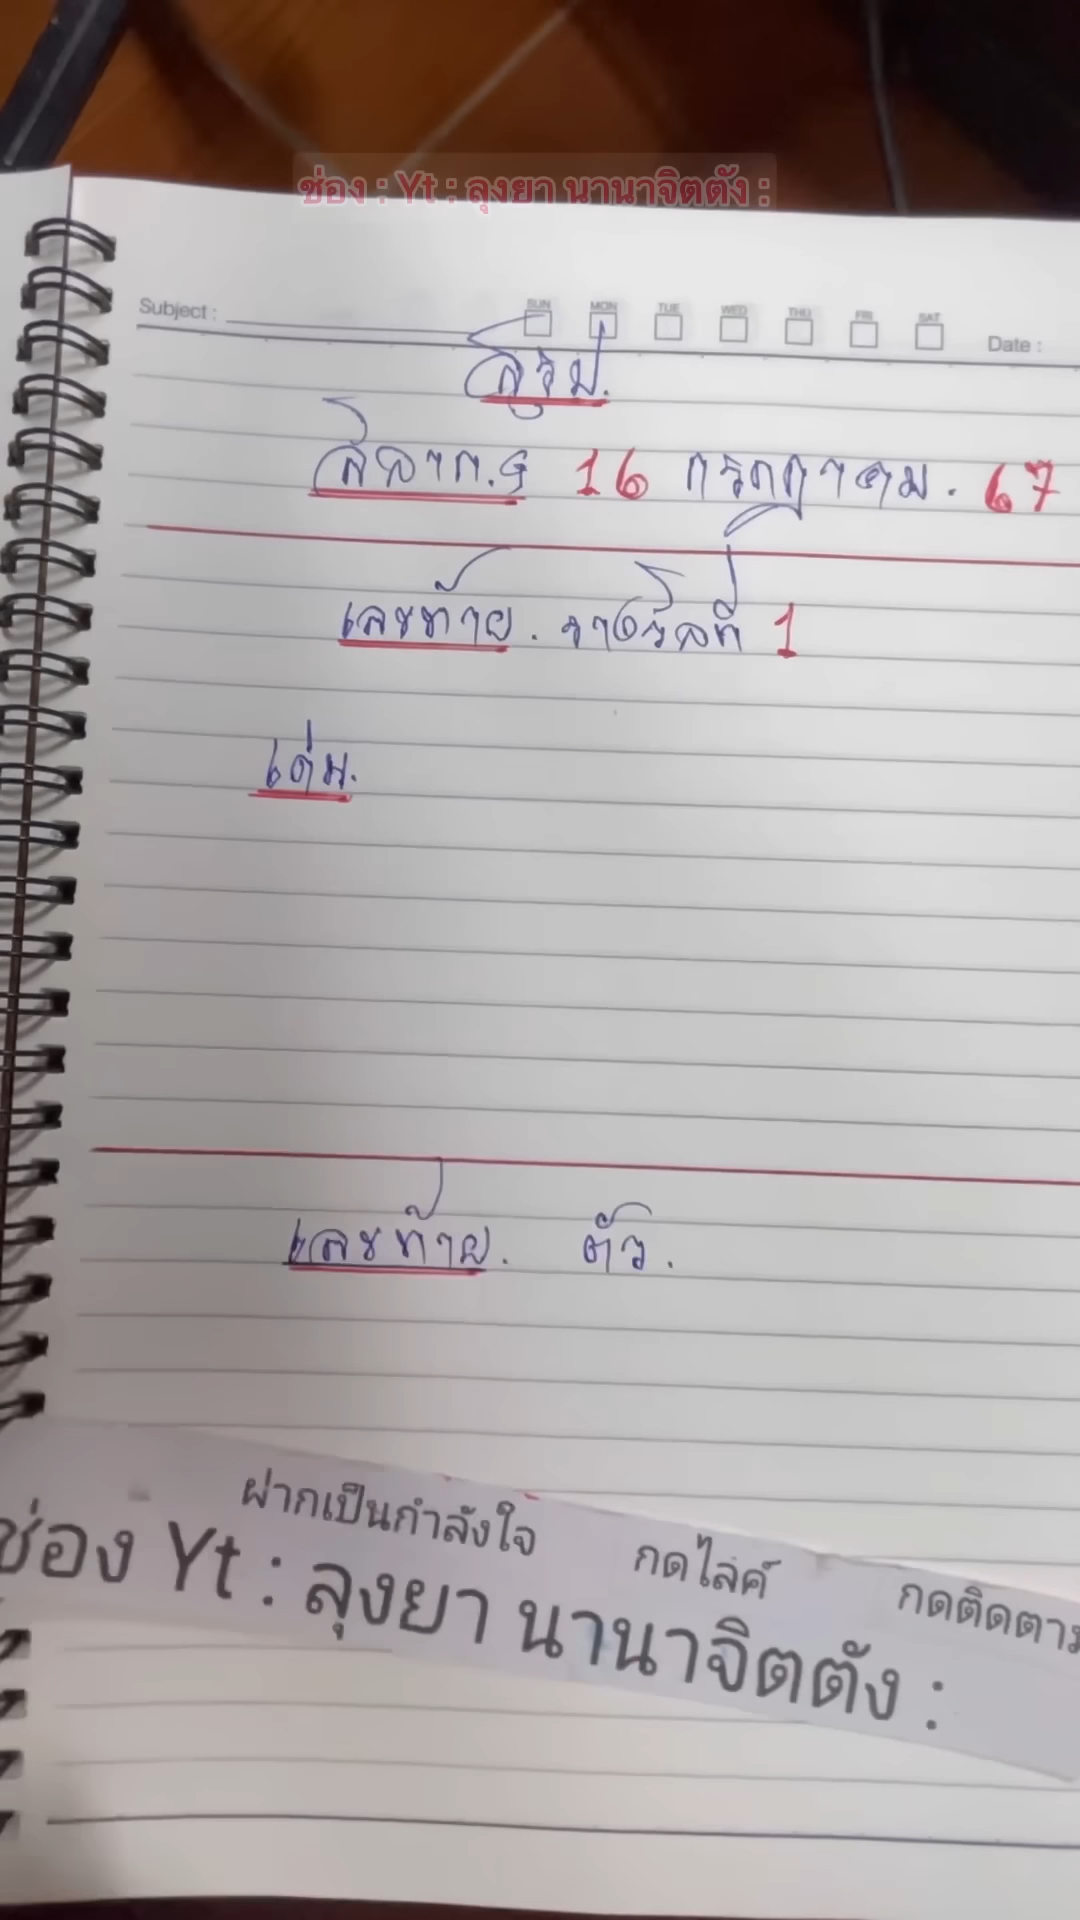 ช่อง : Yt : ลุงยา นานาจิตตัง :
Subject :
SUN MON TUE WED THU FRI SAT
Date :
สรุป.
สลาก.ฯ 16 กรกฎาคม. 67
เลขท้าย. รางวัลที่ 1
เด่น.
เลขท้าย. ตัว.
ฝากเป็นกำลังใจ กดไลค์ กดติดตาม
ช่อง Yt : ลุงยา นานาจิตตัง :